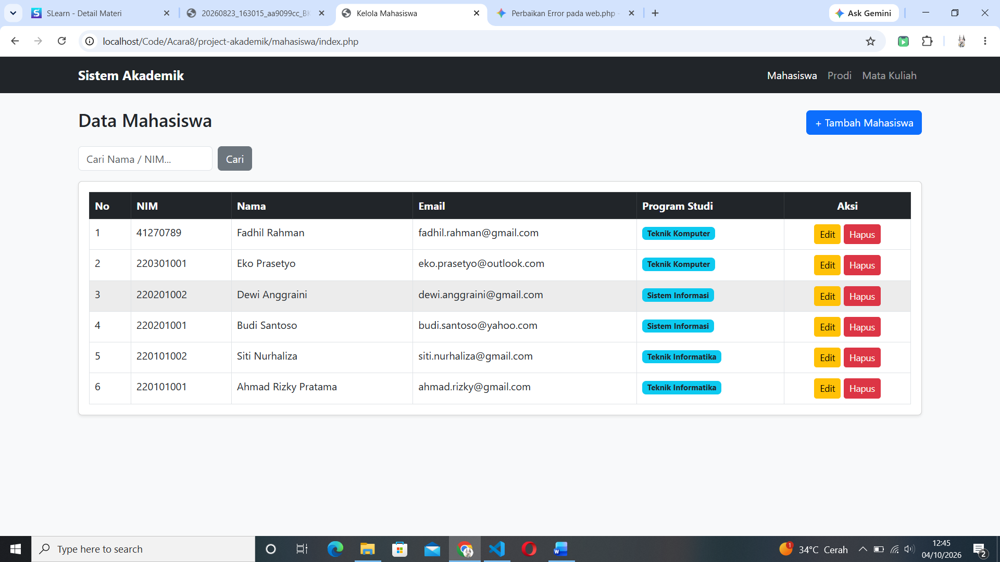 SLearn - Detail Materi
20260823_163015_aa9099cc_BK
Kelola Mahasiswa
Perbaikan Error pada web.php -
Ask Gemini
localhost/Code/Acara8/project-akademik/mahasiswa/index.php
Sistem Akademik
Mahasiswa Prodi Mata Kuliah
Data Mahasiswa
+ Tambah Mahasiswa
Cari Nama / NIM...
Cari
No NIM Nama Email Program Studi Aksi
1 41270789 Fadhil Rahman fadhil.rahman@gmail.com Teknik Komputer Edit Hapus
2 220301001 Eko Prasetyo eko.prasetyo@outlook.com Teknik Komputer Edit Hapus
3 220201002 Dewi Anggraini dewi.anggraini@gmail.com Sistem Informasi Edit Hapus
4 220201001 Budi Santoso budi.santoso@yahoo.com Sistem Informasi Edit Hapus
5 220101002 Siti Nurhaliza siti.nurhaliza@gmail.com Teknik Informatika Edit Hapus
6 220101001 Ahmad Rizky Pratama ahmad.rizky@gmail.com Teknik Informatika Edit Hapus
Type here to search
1
34°C Cerah
12:45
04/10/2026
2